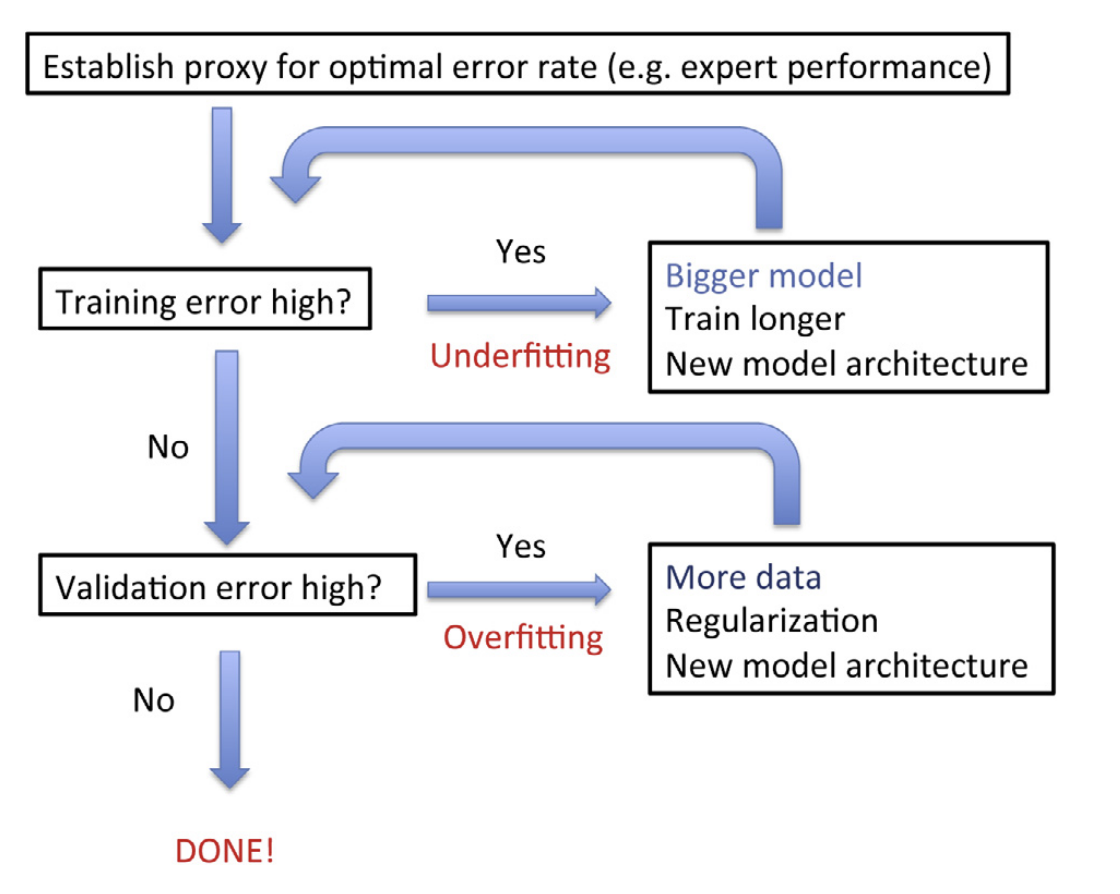 Establish proxy for optimal error rate (e.g. expert performance)
Yes
Training error high?
Underfitting
Bigger model
Train longer
New model architecture
No
Yes
Validation error high?
Overfitting
More data
Regularization
New model architecture
No
DONE!